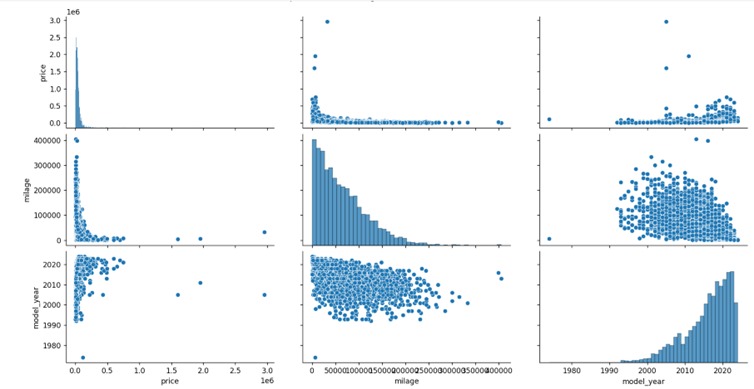 1e6
3.0
2.5
2.0
1.5
1.0
0.5
0.0
price
400000
300000
200000
100000
0
milage
2020
2010
2000
1990
1980
model_year
0.0 0.5 1.0 1.5 2.0 2.5 3.0
1e6
price
0 50000 100000 150000 200000 250000 300000 350000 400000
milage
1980 1990 2000 2010 2020
model_year